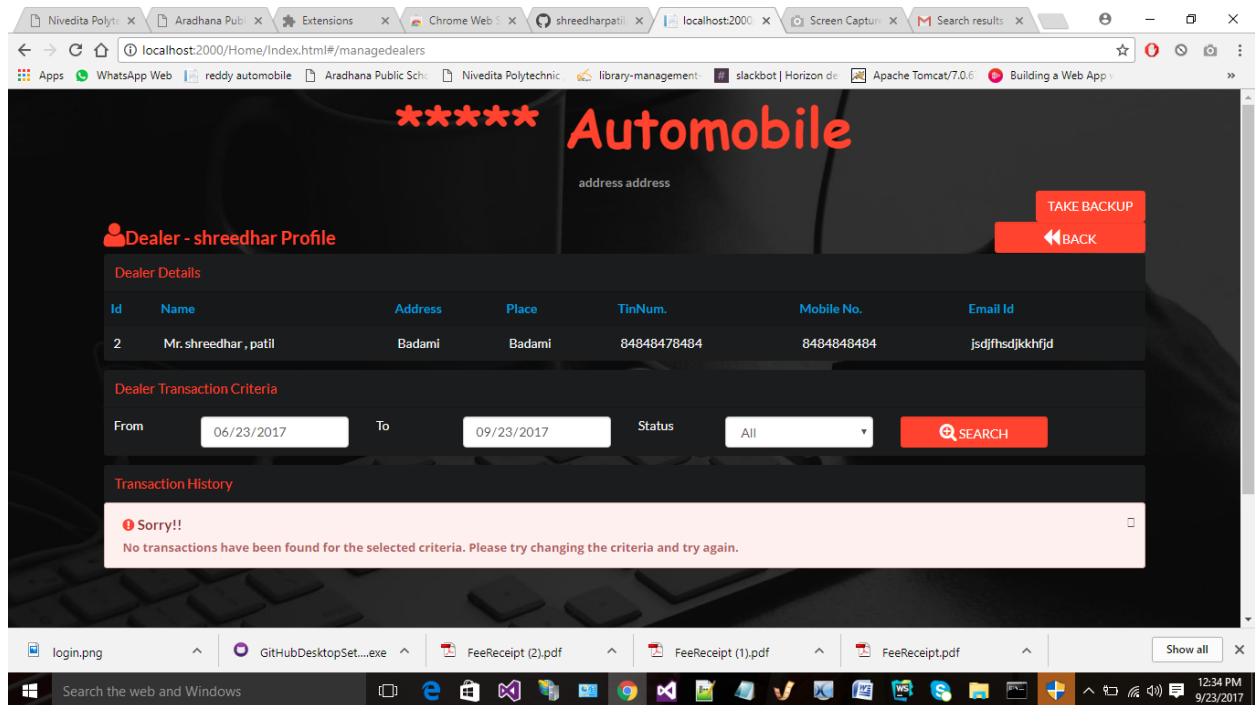 Nivedita Polyte
Aradhana Publ
Extensions
Chrome Web S
shreedharpatil
localhost:2000
Screen Capture
Search results
localhost:2000/Home/Index.html#/managedealers
Apps WhatsApp Web reddy automobile Aradhana Public Scho Nivedita Polytechnic library-management- slackbot | Horizon de Apache Tomcat/7.0.6 Building a Web App
***** Automobile
address address
TAKE BACKUP
Dealer - shreedhar Profile
BACK
Dealer Details
Id Name Address Place TinNum. Mobile No. Email Id
2 Mr. shreedhar , patil Badami Badami 84848478484 8484848484 jsdjfhsdjkkhfjd
Dealer Transaction Criteria
From 06/23/2017 To 09/23/2017 Status All SEARCH
Transaction History
Sorry!!
No transactions have been found for the selected criteria. Please try changing the criteria and try again.
login.png GitHubDesktopSet....exe FeeReceipt (2).pdf FeeReceipt (1).pdf FeeReceipt.pdf Show all
Search the web and Windows
12:34 PM
9/23/2017